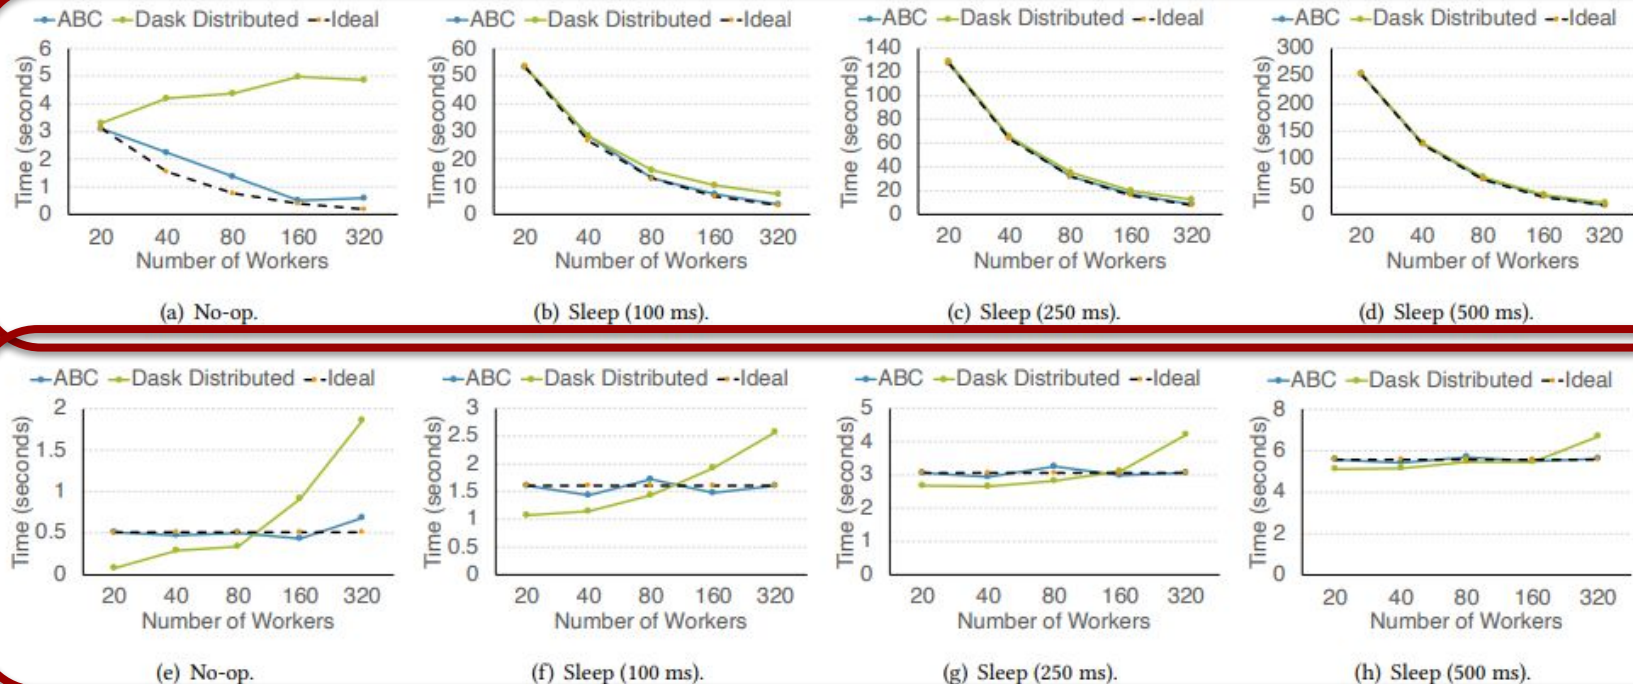 ABC Dask Distributed Ideal
6
5
4
3
2
1
0
Time (seconds)
20 40 80 160 320
Number of Workers
(a) No-op.
ABC Dask Distributed Ideal
60
50
40
30
20
10
0
Time (seconds)
20 40 80 160 320
Number of Workers
(b) Sleep (100 ms).
ABC Dask Distributed Ideal
140
120
100
80
60
40
20
0
Time (seconds)
20 40 80 160 320
Number of Workers
(c) Sleep (250 ms).
ABC Dask Distributed Ideal
300
250
200
150
100
50
0
Time (seconds)
20 40 80 160 320
Number of Workers
(d) Sleep (500 ms).
ABC Dask Distributed Ideal
2
1.5
1
0.5
0
Time (seconds)
20 40 80 160 320
Number of Workers
(e) No-op.
ABC Dask Distributed Ideal
3
2.5
2
1.5
1
0.5
0
Time (seconds)
20 40 80 160 320
Number of Workers
(f) Sleep (100 ms).
ABC Dask Distributed Ideal
5
4
3
2
1
0
Time (seconds)
20 40 80 160 320
Number of Workers
(g) Sleep (250 ms).
ABC Dask Distributed Ideal
8
6
4
2
0
Time (seconds)
20 40 80 160 320
Number of Workers
(h) Sleep (500 ms).